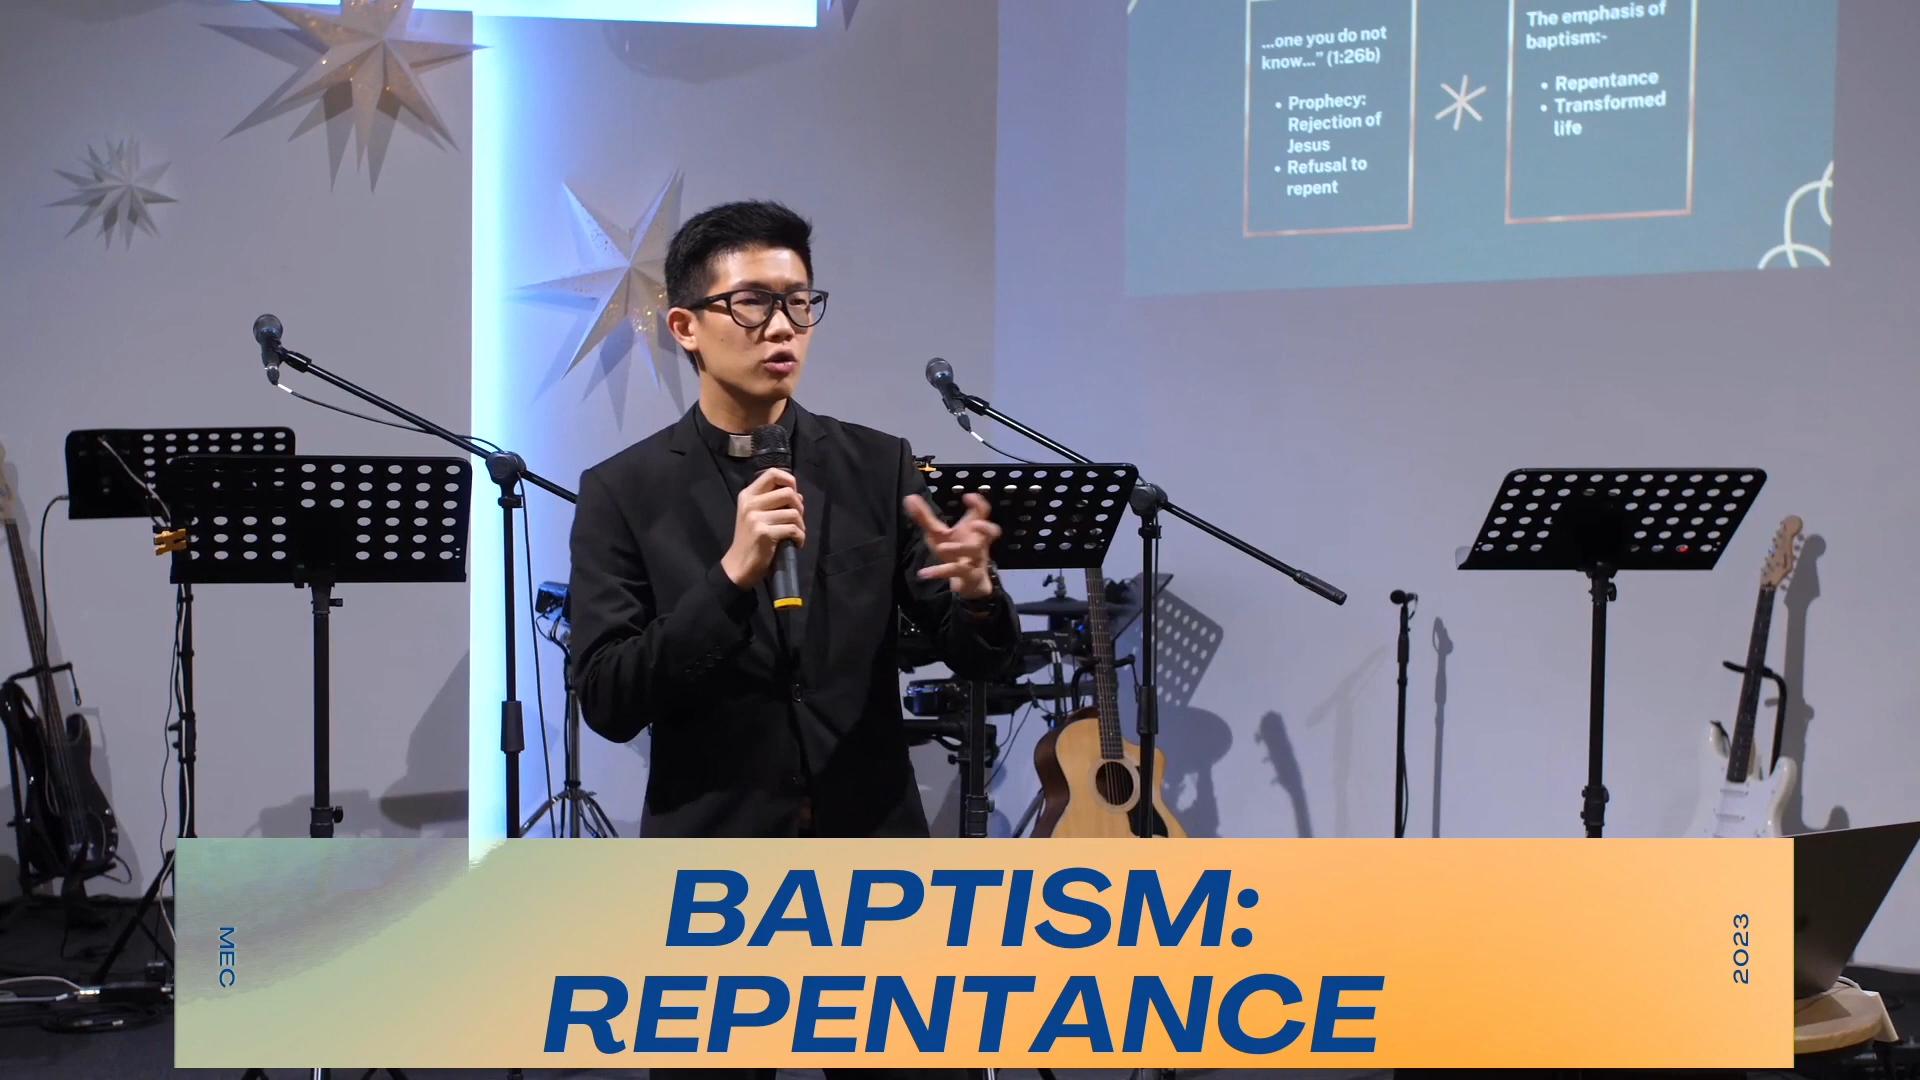 ...one you do not
know..." (1:26b)
• Prophecy:
Rejection of
Jesus
• Refusal to
repent
The emphasis of
baptism:-
• Repentance
• Transformed
life
BAPTISM:
REPENTANCE
MEC
2023